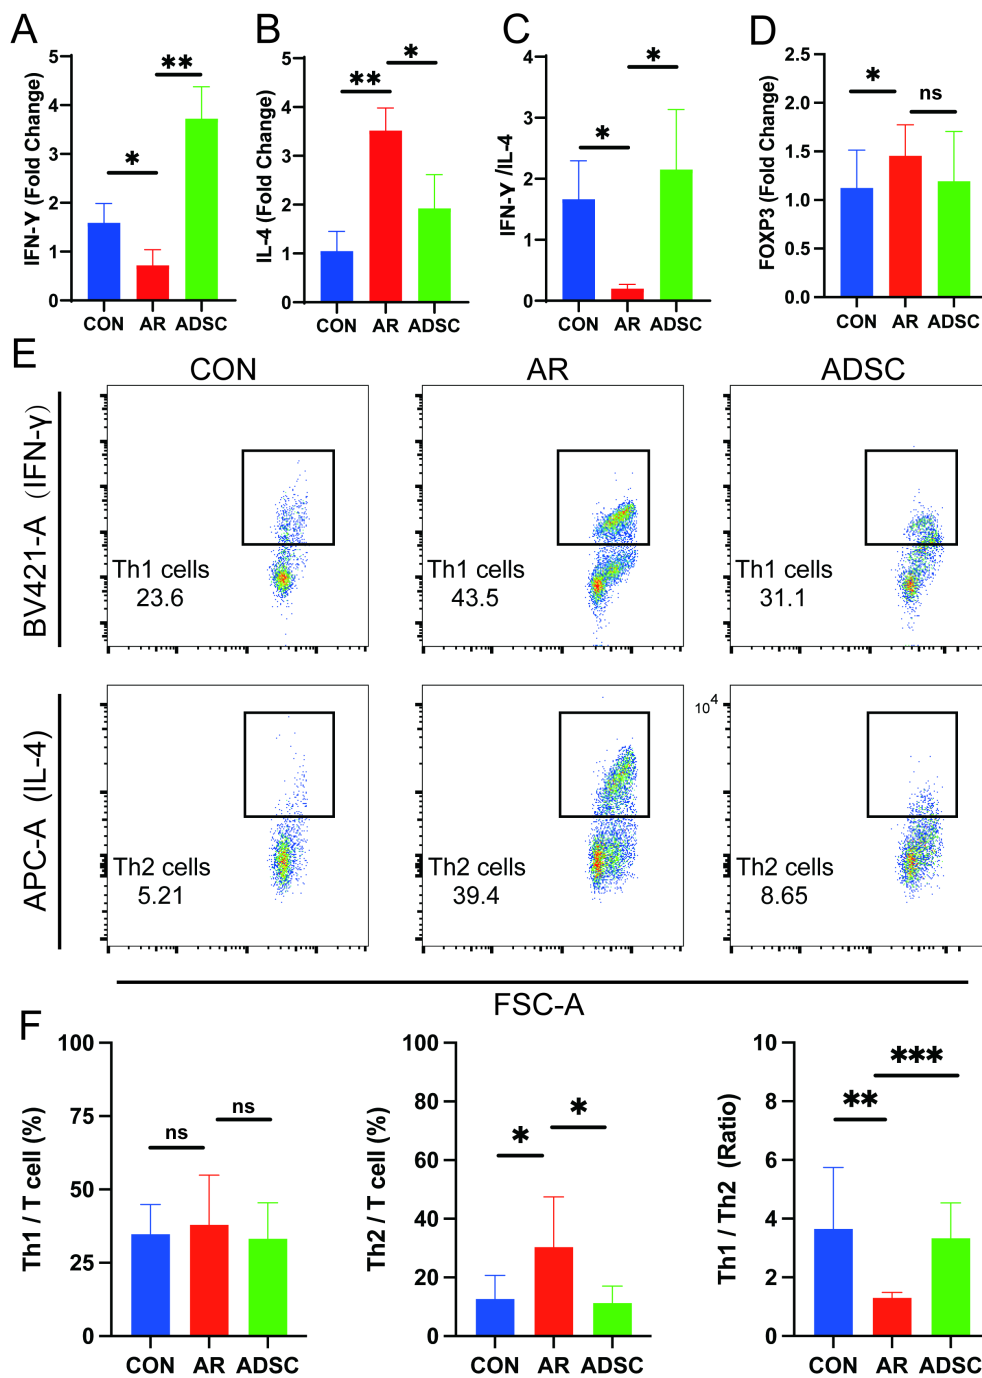 A
IFN-Y (Fold Change)
5
4
3
2
1
0
*
**
CON AR ADSC
B
IL-4 (Fold Change)
5
4
3
2
1
0
**
*
CON AR ADSC
C
IFN-Y /IL-4
4
3
2
1
0
*
*
CON AR ADSC
D
FOXP3 (Fold Change)
2.5
2.0
1.5
1.0
0.5
0.0
*
ns
CON AR ADSC
E
CON AR ADSC
BV421-A (IFN-γ)
Th1 cells
23.6
Th1 cells
43.5
Th1 cells
31.1
APC-A (IL-4)
Th2 cells
5.21
Th2 cells
39.4
10⁴
Th2 cells
8.65
FSC-A
F
Th1 / T cell (%)
100
75
50
25
0
ns
ns
CON AR ADSC
Th2 / T cell (%)
100
80
60
40
20
0
*
*
CON AR ADSC
Th1 / Th2 (Ratio)
10
8
6
4
2
0
**
***
CON AR ADSC